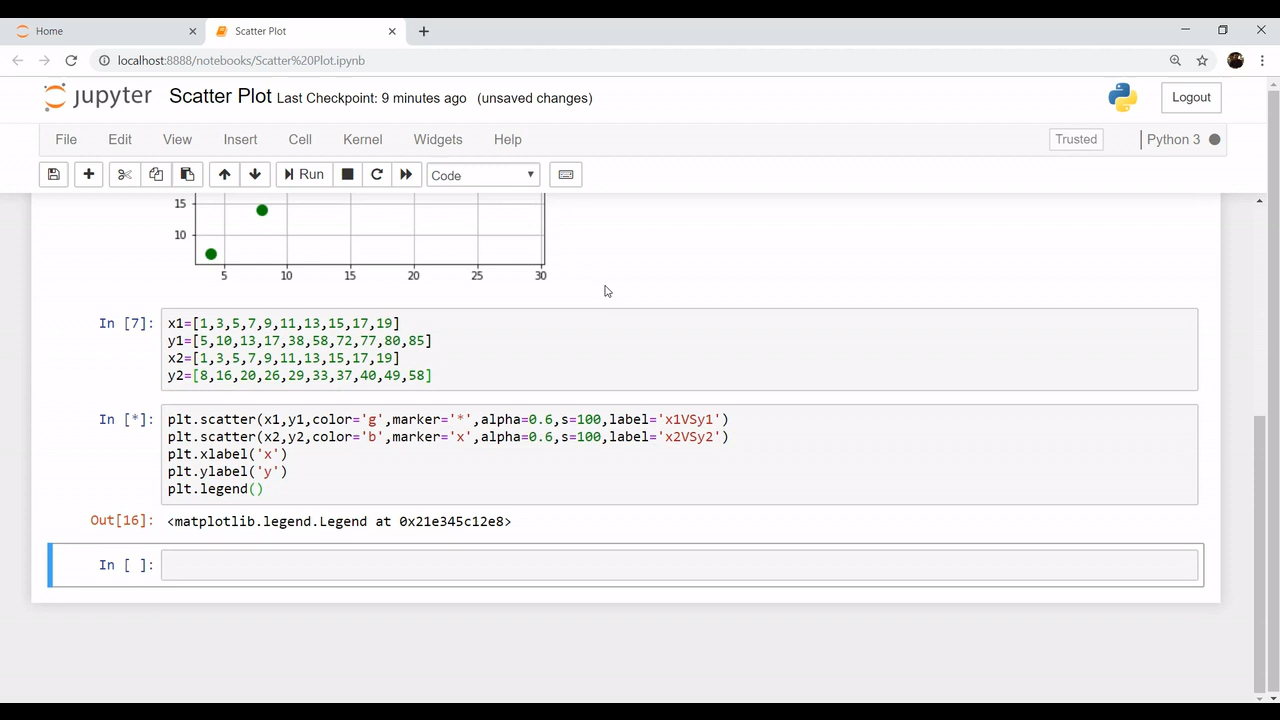 Home
Scatter Plot
localhost:8888/notebooks/Scatter%20Plot.ipynb
jupyter Scatter Plot Last Checkpoint: 9 minutes ago (unsaved changes)
Logout
File Edit View Insert Cell Kernel Widgets Help
Trusted Python 3
Run Code
15
10
5 10 15 20 25 30
In [7]: x1=[1,3,5,7,9,11,13,15,17,19]
y1=[5,10,13,17,38,58,72,77,80,85]
x2=[1,3,5,7,9,11,13,15,17,19]
y2=[8,16,20,26,29,33,37,40,49,58]
In [*]: plt.scatter(x1,y1,color='g',marker='*',alpha=0.6,s=100,label='x1VSy1')
plt.scatter(x2,y2,color='b',marker='x',alpha=0.6,s=100,label='x2VSy2')
plt.xlabel('x')
plt.ylabel('y')
plt.legend()
Out[16]: <matplotlib.legend.Legend at 0x21e345c12e8>
In [ ]: